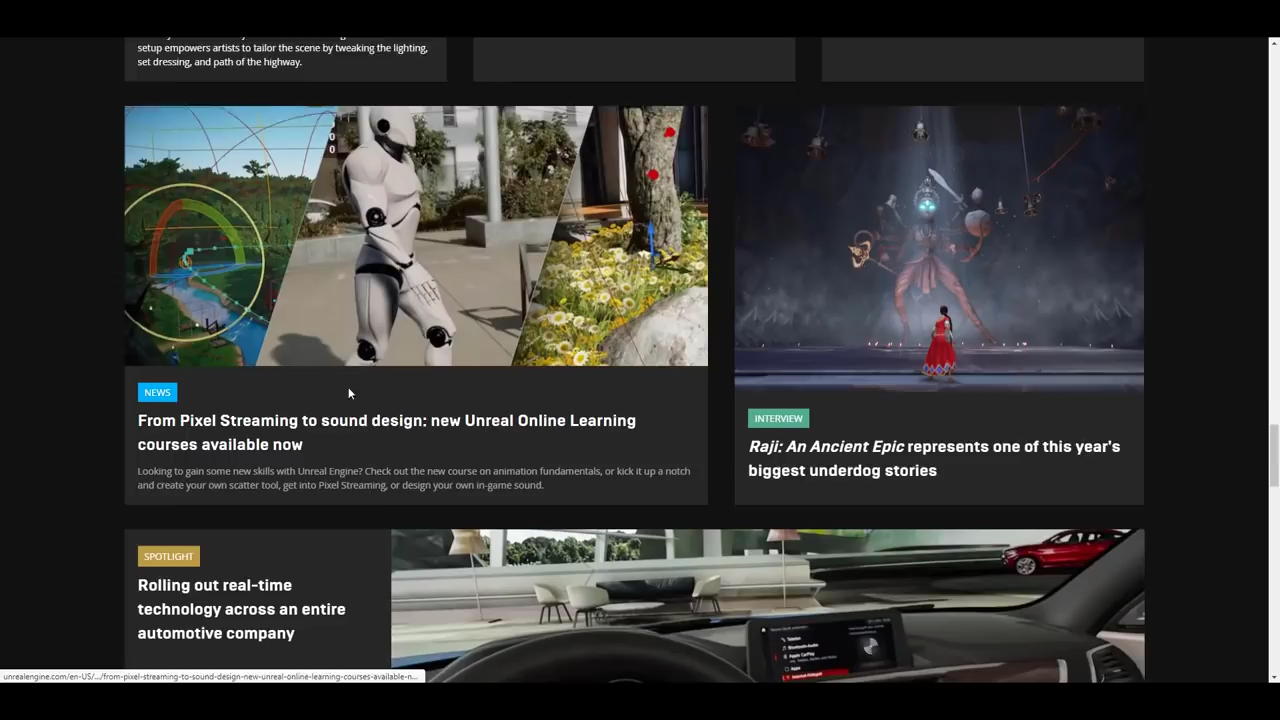 setup empowers artists to tailor the scene by tweaking the lighting,
set dressing, and path of the highway.
NEWS
From Pixel Streaming to sound design: new Unreal Online Learning
courses available now
Looking to gain some new skills with Unreal Engine? Check out the new course on animation fundamentals, or kick it up a notch
and create your own scatter tool, get into Pixel Streaming, or design your own in-game sound.
INTERVIEW
Raji: An Ancient Epic represents one of this year's
biggest underdog stories
SPOTLIGHT
Rolling out real-time
technology across an entire
automotive company
unrealengine.com/en-US/.../from-pixel-streaming-to-sound-design-new-unreal-online-learning-courses-available-n...